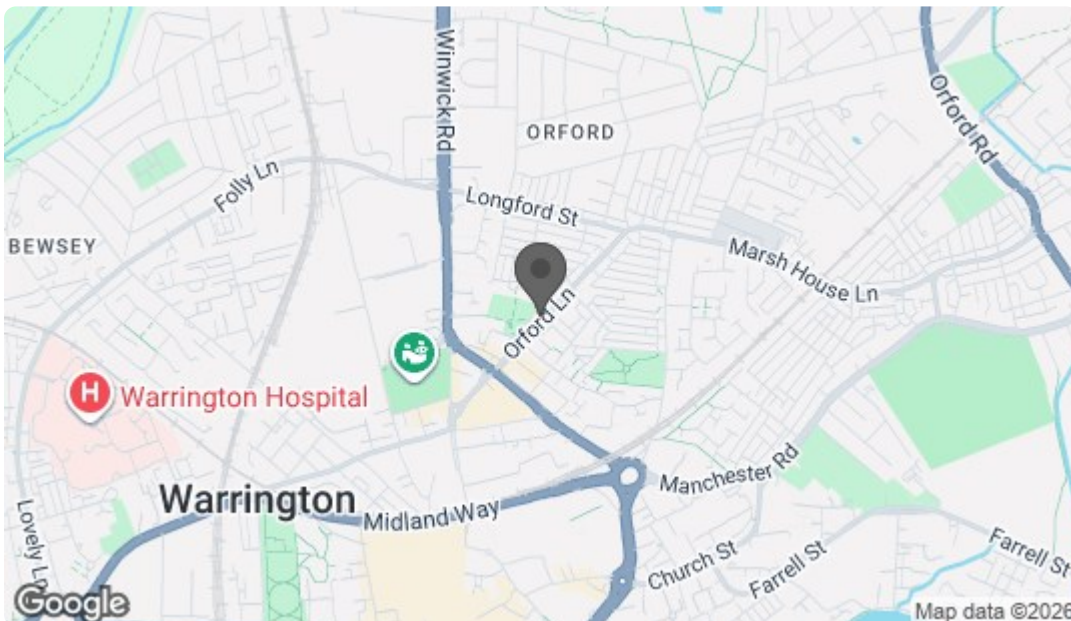 Winwick Rd
ORFORD
Orford Rd
Folly Ln
Longford St
BEWSEY
Marsh House Ln
Orford Ln
H
Warrington Hospital
Manchester Rd
Warrington
Midland Way
Lovely Ln
Church St
Farrell St
Farrell St
Google
Map data ©2026